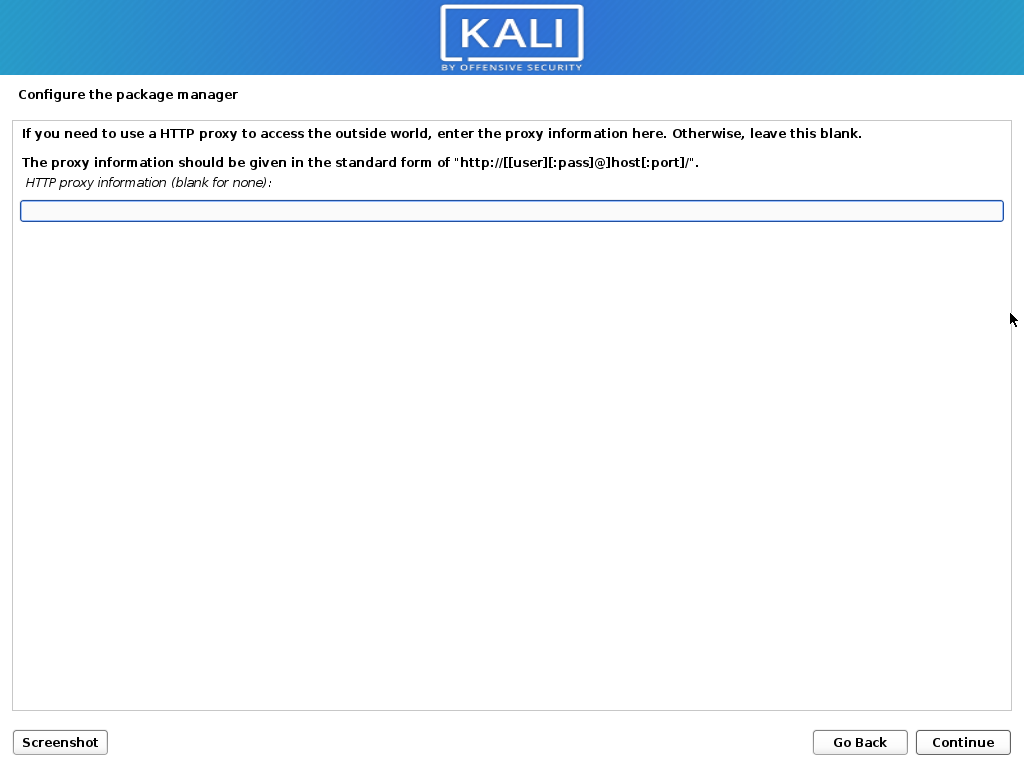 KALI
BY OFFENSIVE SECURITY
Configure the package manager
If you need to use a HTTP proxy to access the outside world, enter the proxy information here. Otherwise, leave this blank.
The proxy information should be given in the standard form of "http://[[user][:pass]@]host[:port]/".
HTTP proxy information (blank for none):
Screenshot
Go Back
Continue